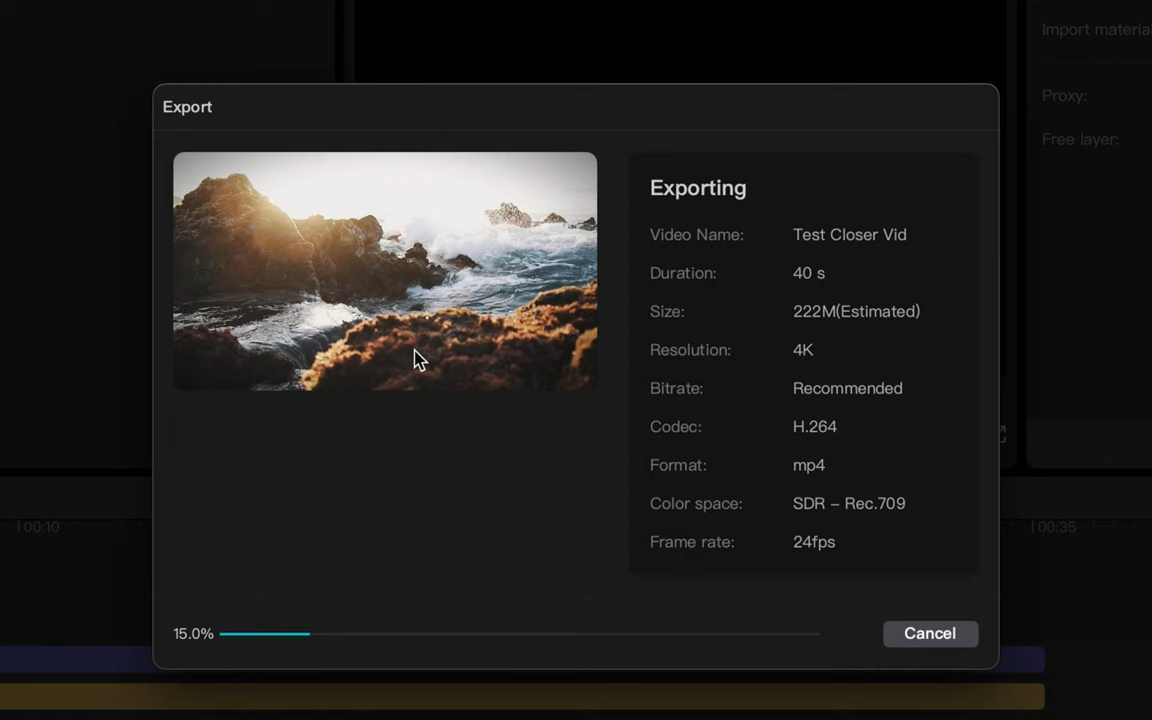 Import materia
Export
Proxy:
Exporting
Free layer:
Video Name: Test Closer Vid
Duration: 40 s
Size: 222M(Estimated)
Resolution: 4K
Bitrate: Recommended
Codec: H.264
Format: mp4
Color space: SDR – Rec.709
00:10
00:35
Frame rate: 24fps
15.0%
Cancel